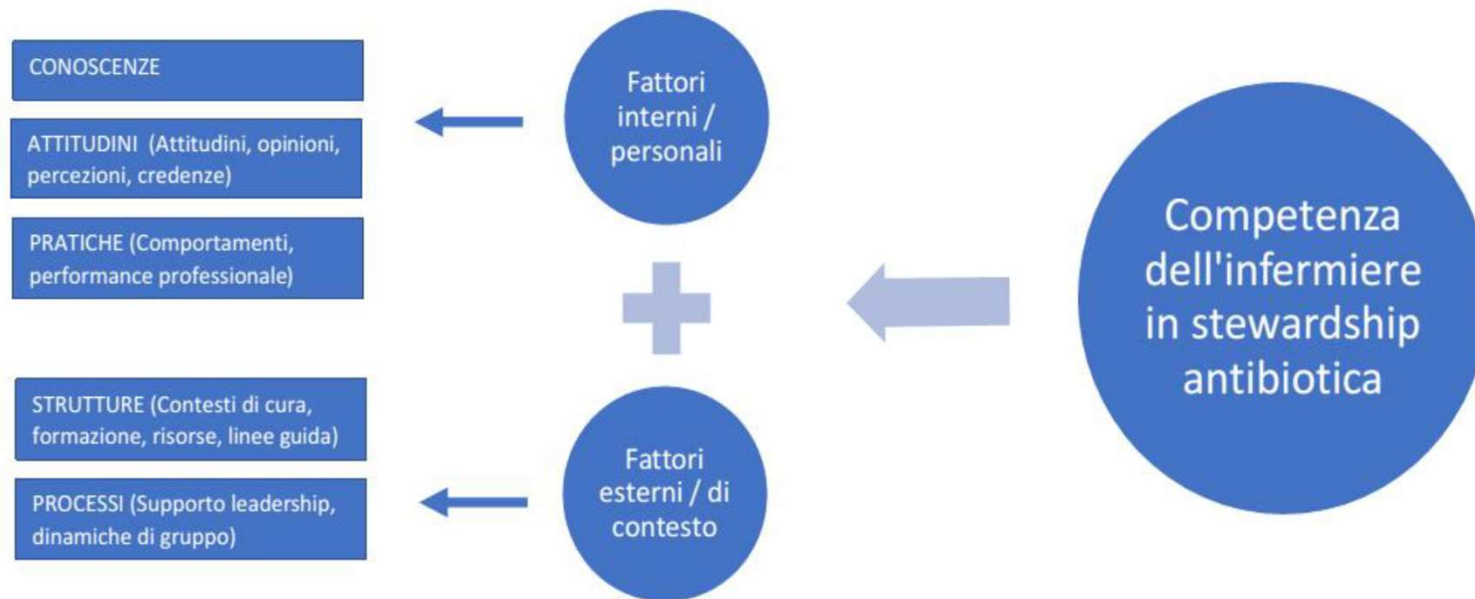 CONOSCENZE
ATTITUDINI (Attitudini, opinioni,
percezioni, credenze)
PRATICHE (Comportamenti,
performance professionale)
STRUTTURE (Contesti di cura,
formazione, risorse, linee guida)
PROCESSI (Supporto leadership,
dinamiche di gruppo)
Fattori
interni /
personali
Fattori
esterni / di
contesto
Competenza
dell'infermiere
in stewardship
antibiotica